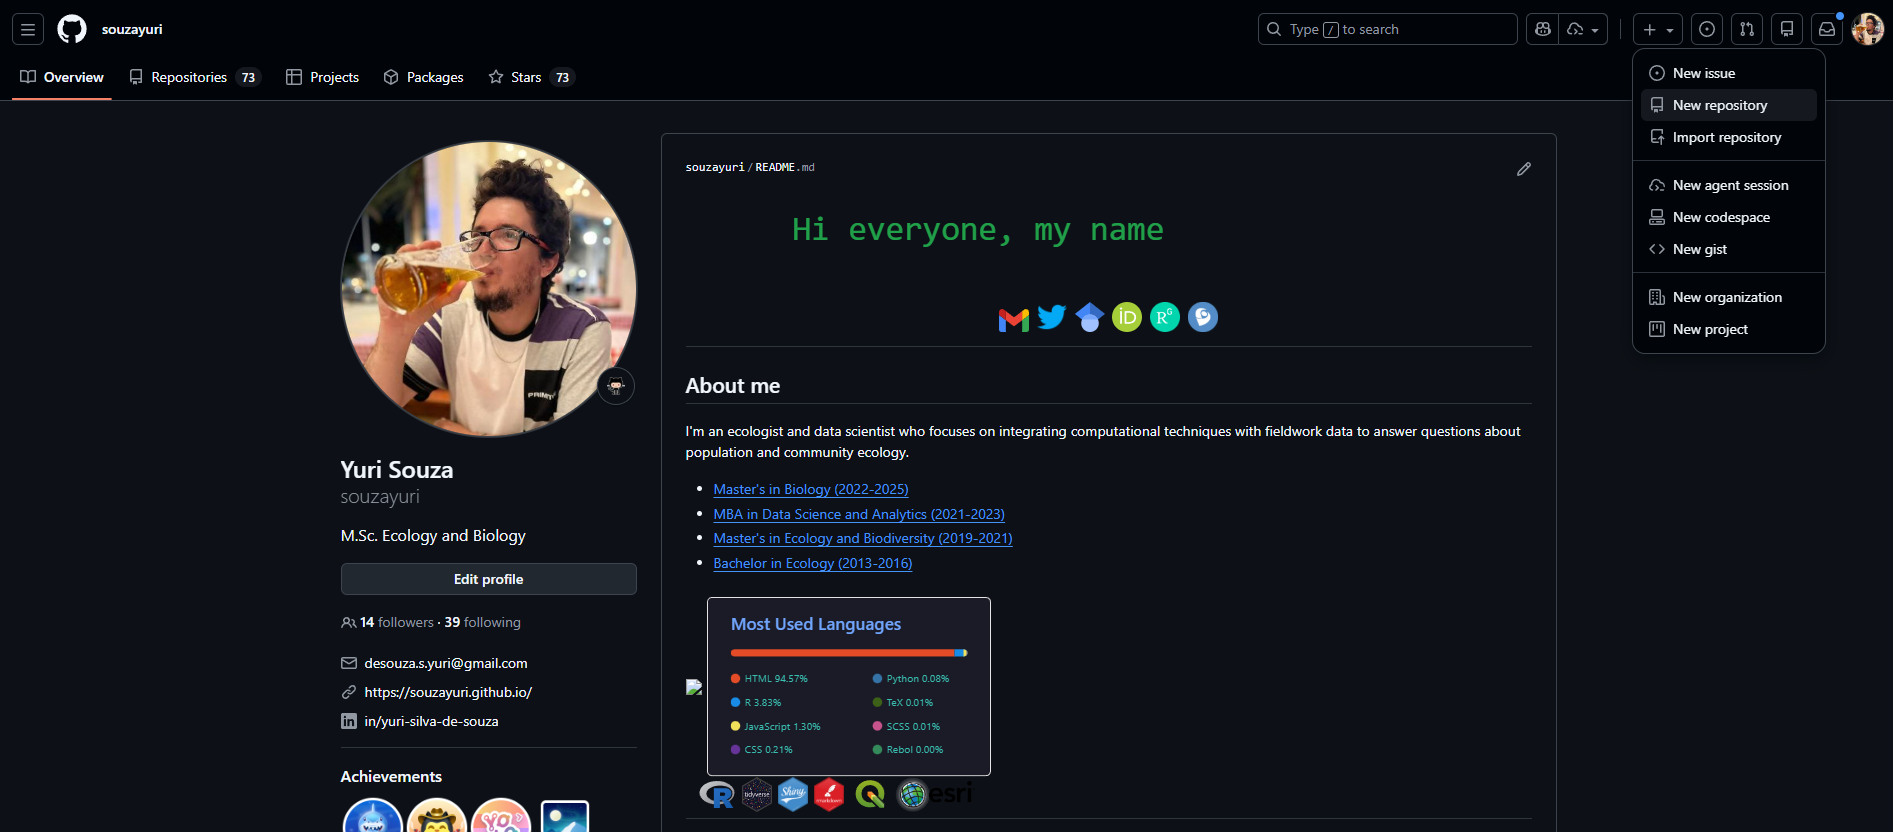 souzayuri
Type / to search
Overview
Repositories 73
Projects
Packages
Stars 73
New issue
New repository
Import repository
New agent session
New codespace
New gist
New organization
New project
PRIMIT
Yuri Souza
souzayuri
M.Sc. Ecology and Biology
Edit profile
14 followers · 39 following
desouza.s.yuri@gmail.com
https://souzayuri.github.io/
in/yuri-silva-de-souza
Achievements
YO
souzayuri/README.md
Hi everyone, my name
iD
RG
About me
I'm an ecologist and data scientist who focuses on integrating computational techniques with fieldwork data to answer questions about
population and community ecology.
Master's in Biology (2022-2025)
MBA in Data Science and Analytics (2021-2023)
Master's in Ecology and Biodiversity (2019-2021)
Bachelor in Ecology (2013-2016)
Most Used Languages
HTML 94.57%
R 3.83%
JavaScript 1.30%
CSS 0.21%
Python 0.08%
TeX 0.01%
SCSS 0.01%
Rebol 0.00%
R
tidyverse
Shiny
rmarkdown
esri